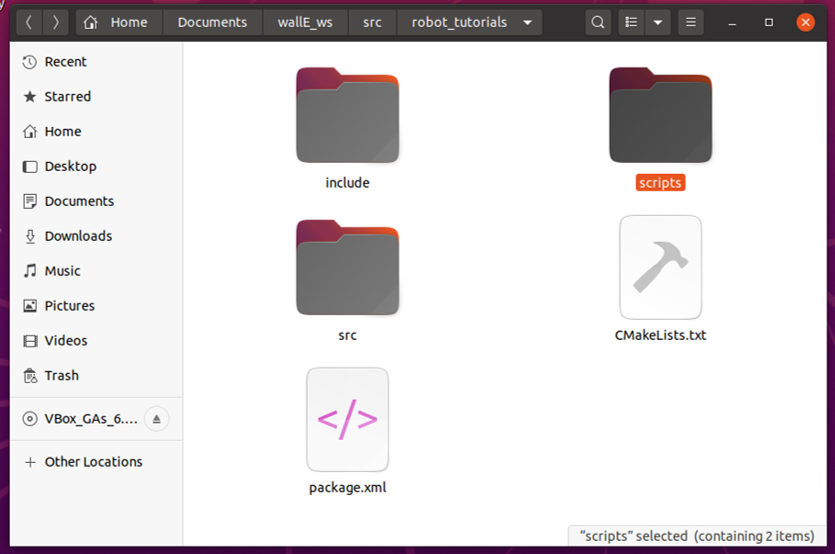 Home Documents wallE_ws src robot_tutorials
Recent
Starred
Home
Desktop
Documents
Downloads
Music
Pictures
Videos
Trash
VBox_GAs_6....
Other Locations
include scripts
src CMakeLists.txt
</>
package.xml
“scripts” selected (containing 2 items)